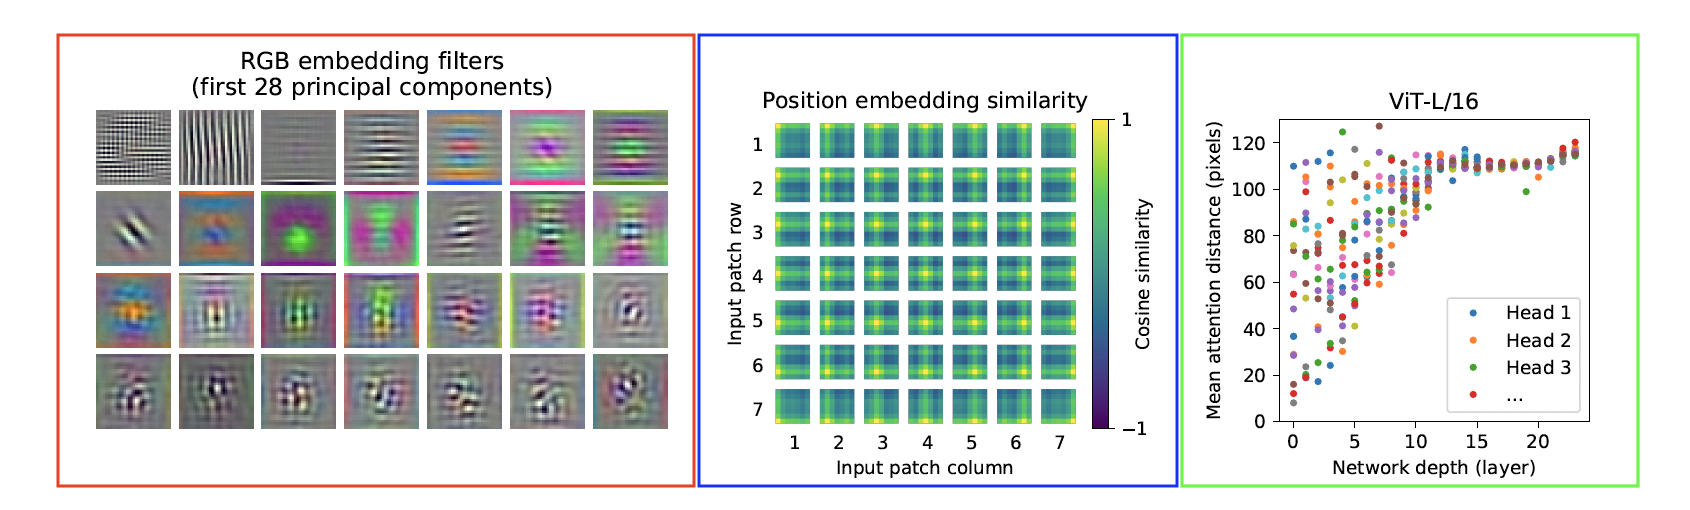 RGB embedding filters
(first 28 principal components)
Position embedding similarity
Input patch row
1
2
3
4
5
6
7
1 2 3 4 5 6 7
Input patch column
1
−1
Cosine similarity
ViT-L/16
Mean attention distance (pixels)
120
100
80
60
40
20
0
Head 1
Head 2
Head 3
...
0 5 10 15 20
Network depth (layer)